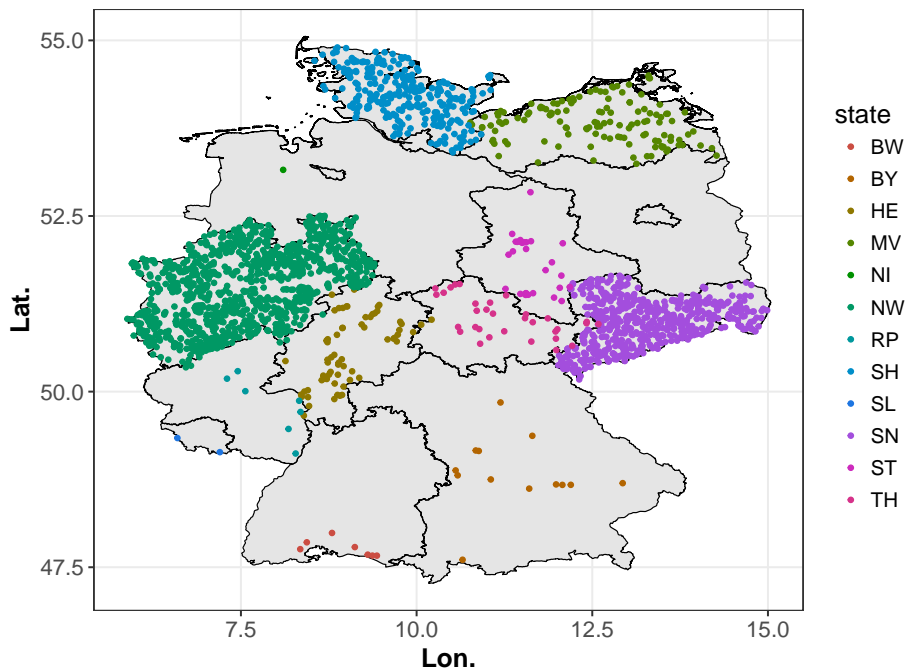 55.0
52.5
50.0
47.5
7.5
10.0
12.5
15.0
Lat.
Lon.
state
BW
BY
HE
MV
NI
NW
RP
SH
SL
SN
ST
TH